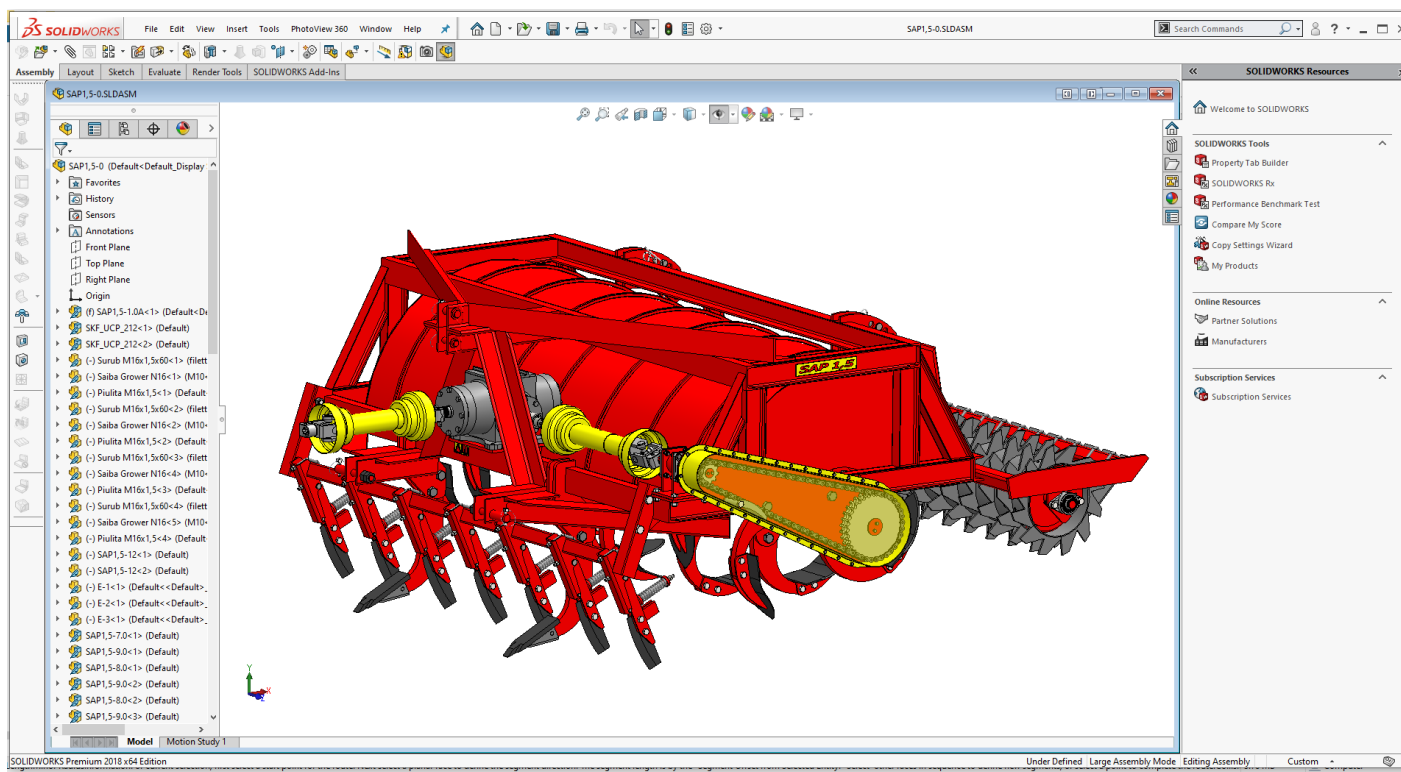 SOLIDWORKS File Edit View Insert Tools PhotoView 360 Window Help SAP1,5-0.SLDASM Search Commands
Assembly Layout Sketch Evaluate Render Tools SOLIDWORKS Add-Ins
SAP1,5-0.SLDASM
SAP1,5-0 (Default<Default_Display
Favorites
History
Sensors
Annotations
Front Plane
Top Plane
Right Plane
Origin
(f) SAP1,5-1.0A<1> (Default<De
SKF_UCP_212<1> (Default)
SKF_UCP_212<2> (Default)
(-) Surub M16x1,5x60<1> (filett
(-) Saiba Grower N16<1> (M10
(-) Piulita M16x1,5<1> (Default
(-) Surub M16x1,5x60<2> (filett
(-) Saiba Grower N16<2> (M10
(-) Piulita M16x1,5<2> (Default
(-) Surub M16x1,5x60<3> (filett
(-) Saiba Grower N16<4> (M10
(-) Piulita M16x1,5<3> (Default
(-) Surub M16x1,5x60<4> (filett
(-) Saiba Grower N16<5> (M10
(-) Piulita M16x1,5<4> (Default
(-) SAP1,5-12<1> (Default)
(-) SAP1,5-12<2> (Default)
(-) E-1<1> (Default<<Default>_
(-) E-2<1> (Default<<Default>_
(-) E-3<1> (Default<<Default>_
SAP1,5-7.0<1> (Default)
SAP1,5-9.0<1> (Default)
SAP1,5-8.0<1> (Default)
SAP1,5-9.0<2> (Default)
SAP1,5-8.0<2> (Default)
SAP1,5-9.0<3> (Default)
Model Motion Study 1
SAP 1,5
Y
X
Z
SOLIDWORKS Resources
Welcome to SOLIDWORKS
SOLIDWORKS Tools
Property Tab Builder
SOLIDWORKS Rx
Performance Benchmark Test
Compare My Score
Copy Settings Wizard
My Products
Online Resources
Partner Solutions
Manufacturers
Subscription Services
Subscription Services
SOLIDWORKS Premium 2018 x64 Edition Under Defined Large Assembly Mode Editing Assembly Custom